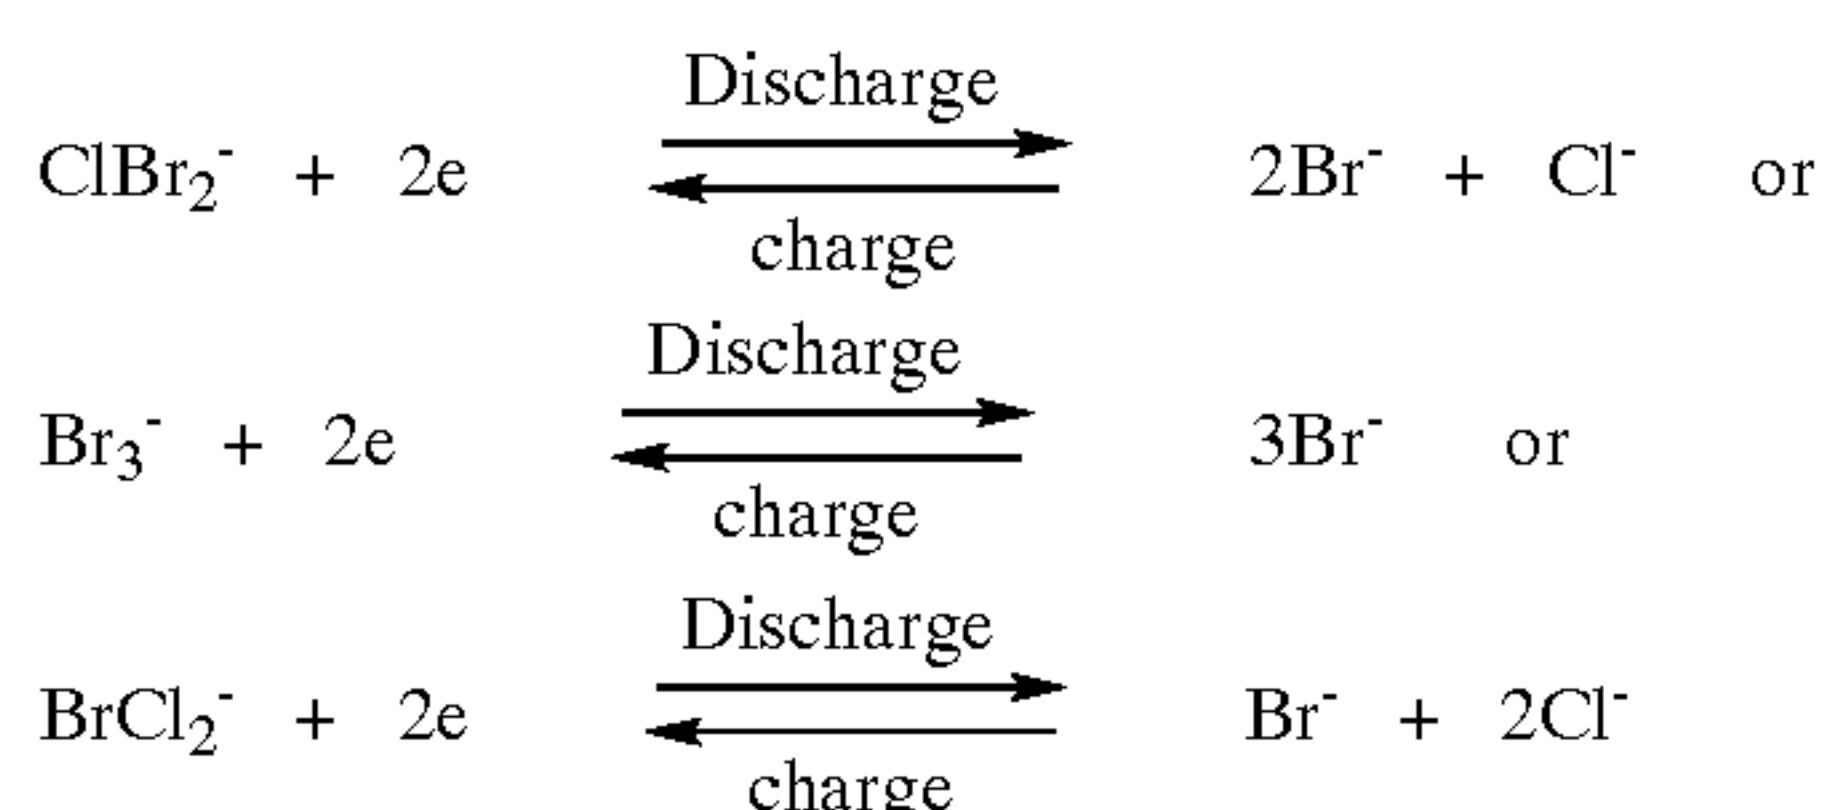 Discharge
ClBr₂⁻ + 2e 2Br⁻ + Cl⁻ or
charge
Discharge
Br₃⁻ + 2e 3Br⁻ or
charge
Discharge
BrCl₂⁻ + 2e Br⁻ + 2Cl⁻
charge